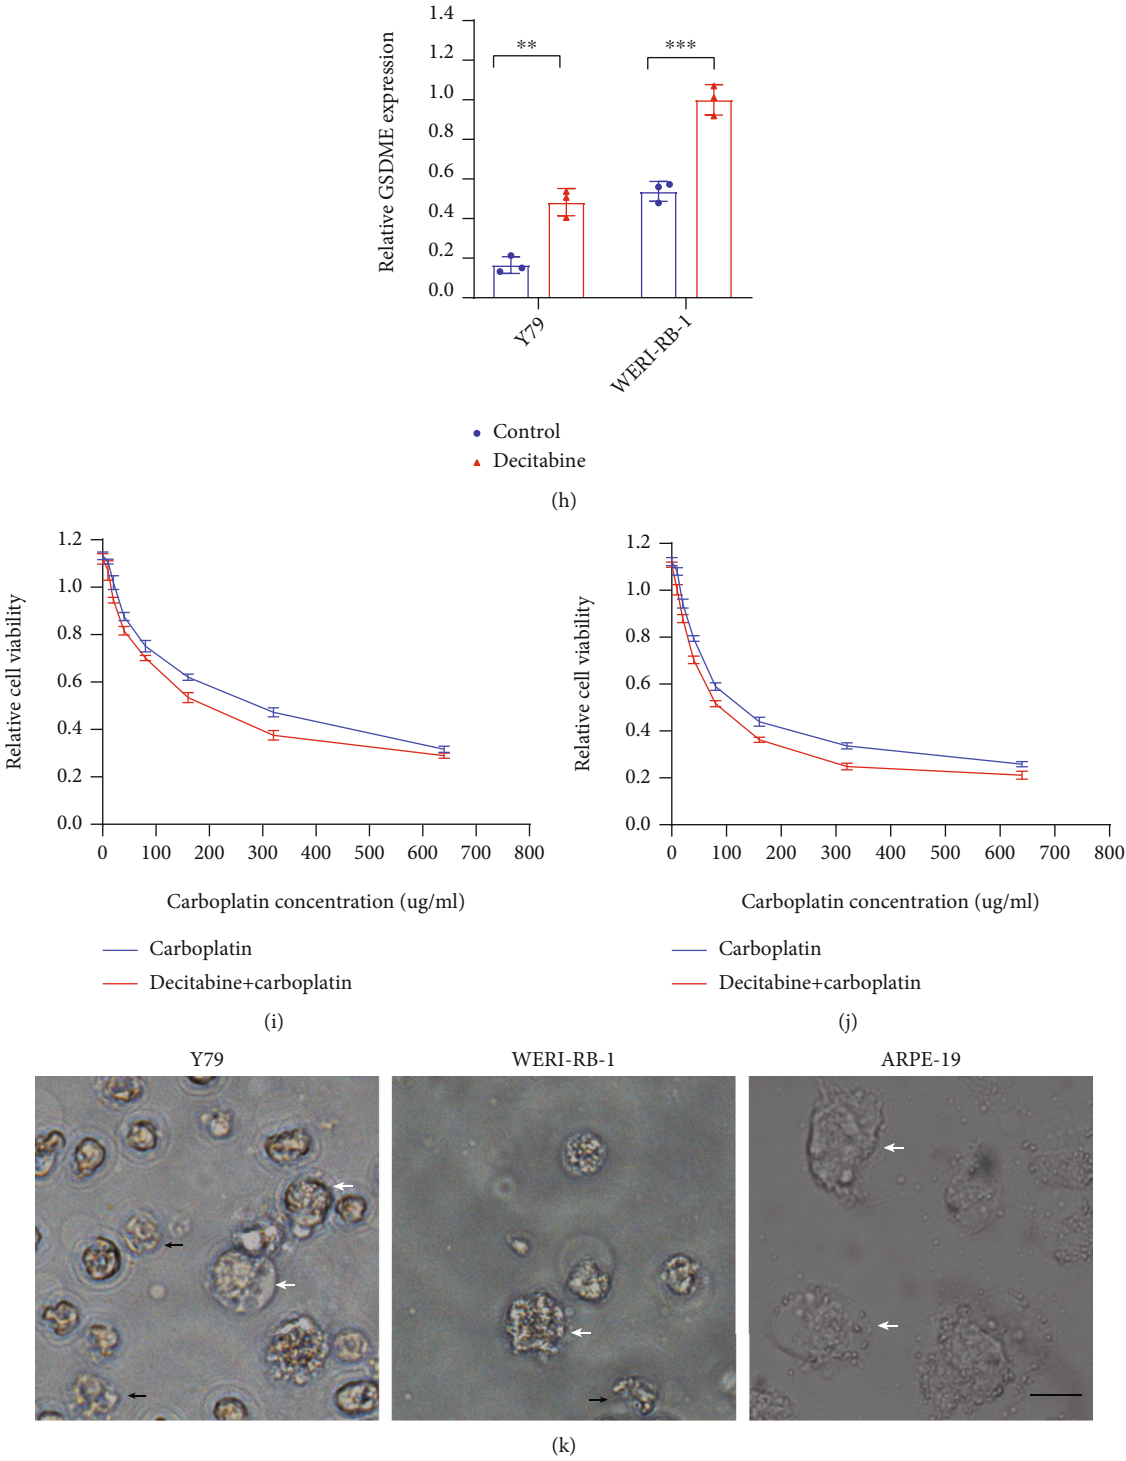 Relative GSDME expression
1.4
1.2
1.0
0.8
0.6
0.4
0.2
0.0
**
***
Y79
WERI-RB-1
Control
Decitabine
(h)
Relative cell viability
1.2
1.0
0.8
0.6
0.4
0.2
0.0
0 100 200 300 400 500 600 700 800
Carboplatin concentration (ug/ml)
Carboplatin
Decitabine+carboplatin
(i)
Relative cell viability
1.2
1.0
0.8
0.6
0.4
0.2
0.0
0 100 200 300 400 500 600 700 800
Carboplatin concentration (ug/ml)
Carboplatin
Decitabine+carboplatin
(j)
Y79
WERI-RB-1
ARPE-19
(k)